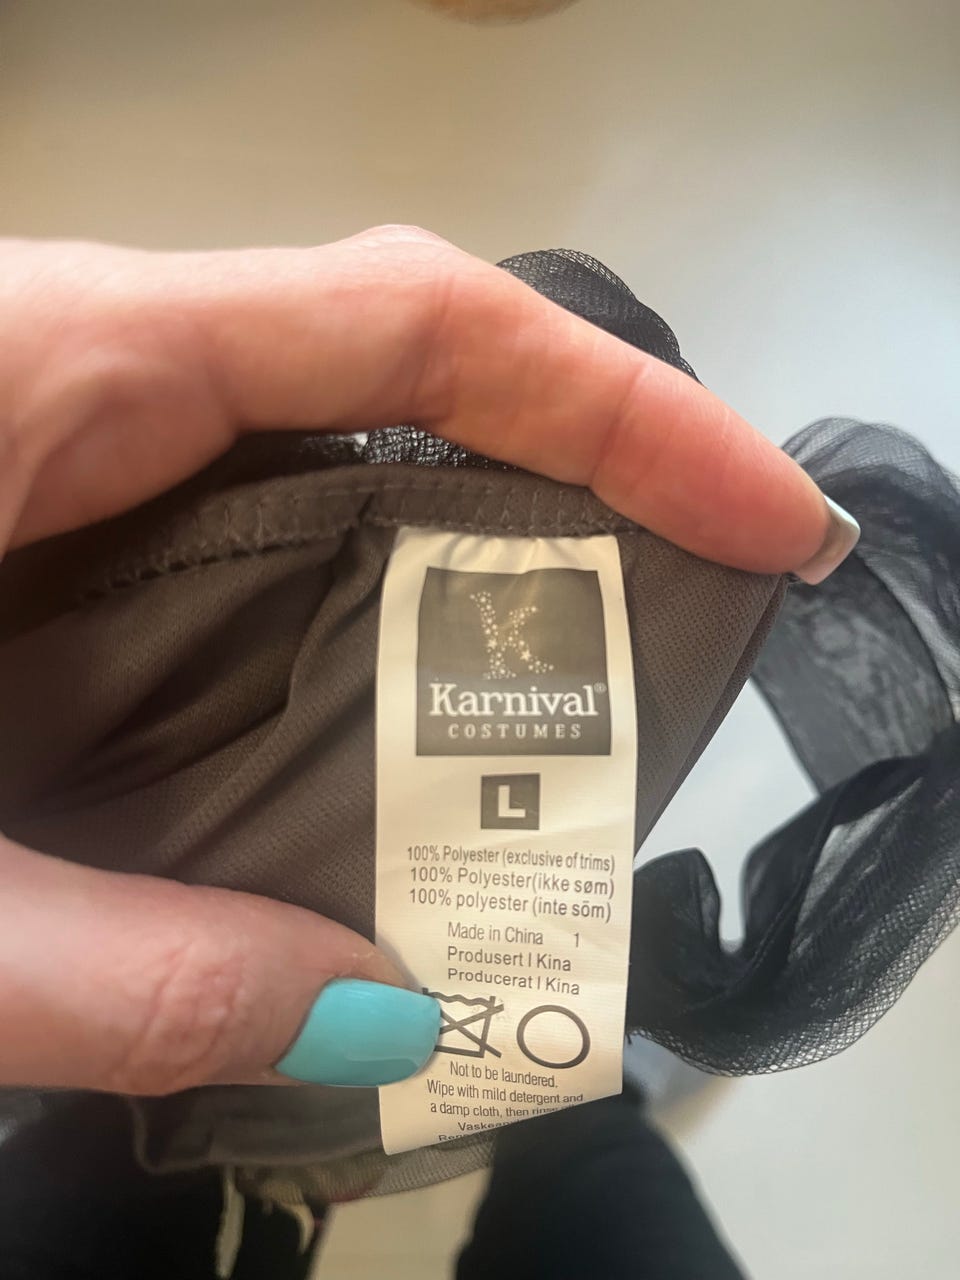 K
Karnival®
COSTUMES
L
100% Polyester (exclusive of trims)
100% Polyester(ikke søm)
100% polyester (inte söm)
Made in China 1
Produsert I Kina
Producerat I Kina
Not to be laundered.
Wipe with mild detergent and
a damp cloth, then rinse